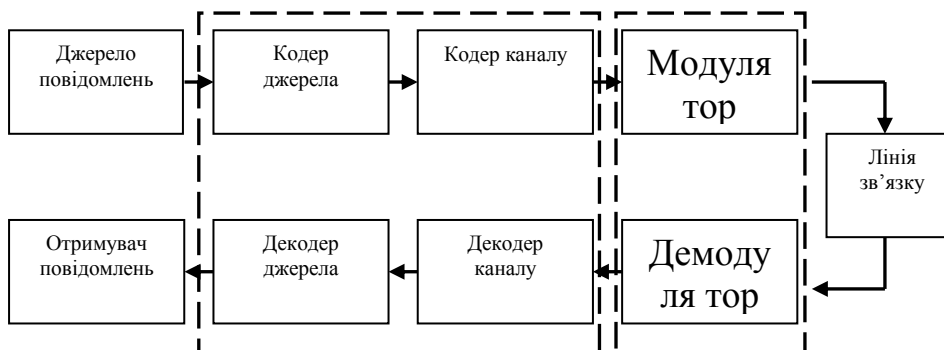 Джерело
повідомлень
Кодер
джерела
Кодер каналу
Модуля
тор
Лінія
зв’язку
Отримувач
повідомлень
Декодер
джерела
Декодер
каналу
Демоду
ля тор